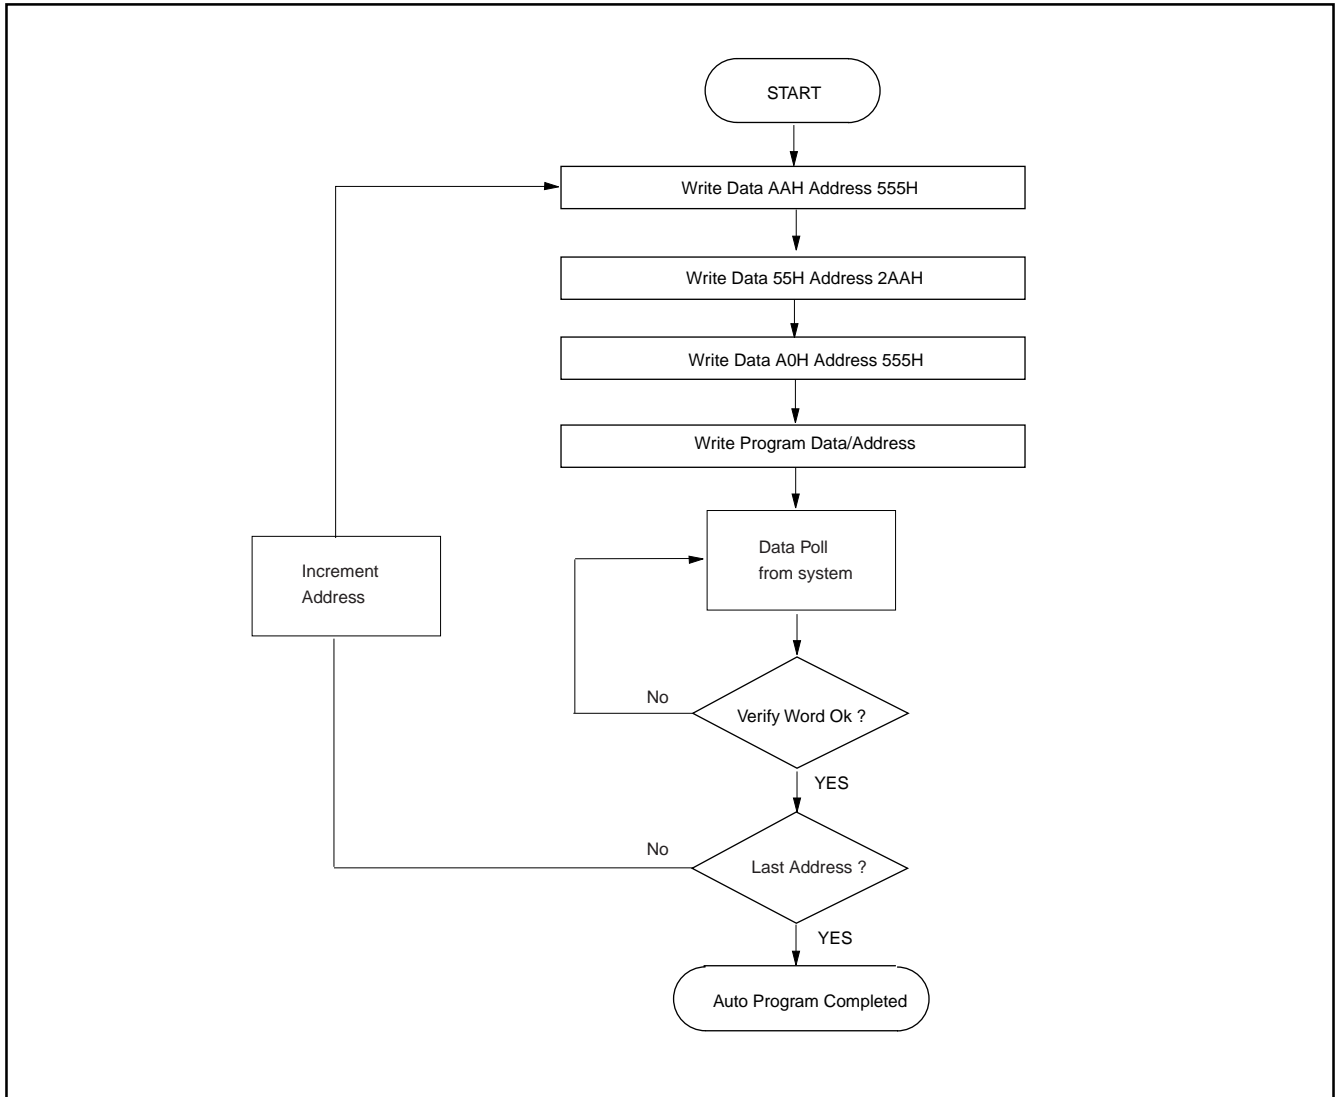 START
Write Data AAH Address 555H
Write Data 55H Address 2AAH
Write Data A0H Address 555H
Write Program Data/Address
Data Poll
from system
Increment
Address
No
Verify Word Ok ?
YES
No
Last Address ?
YES
Auto Program Completed